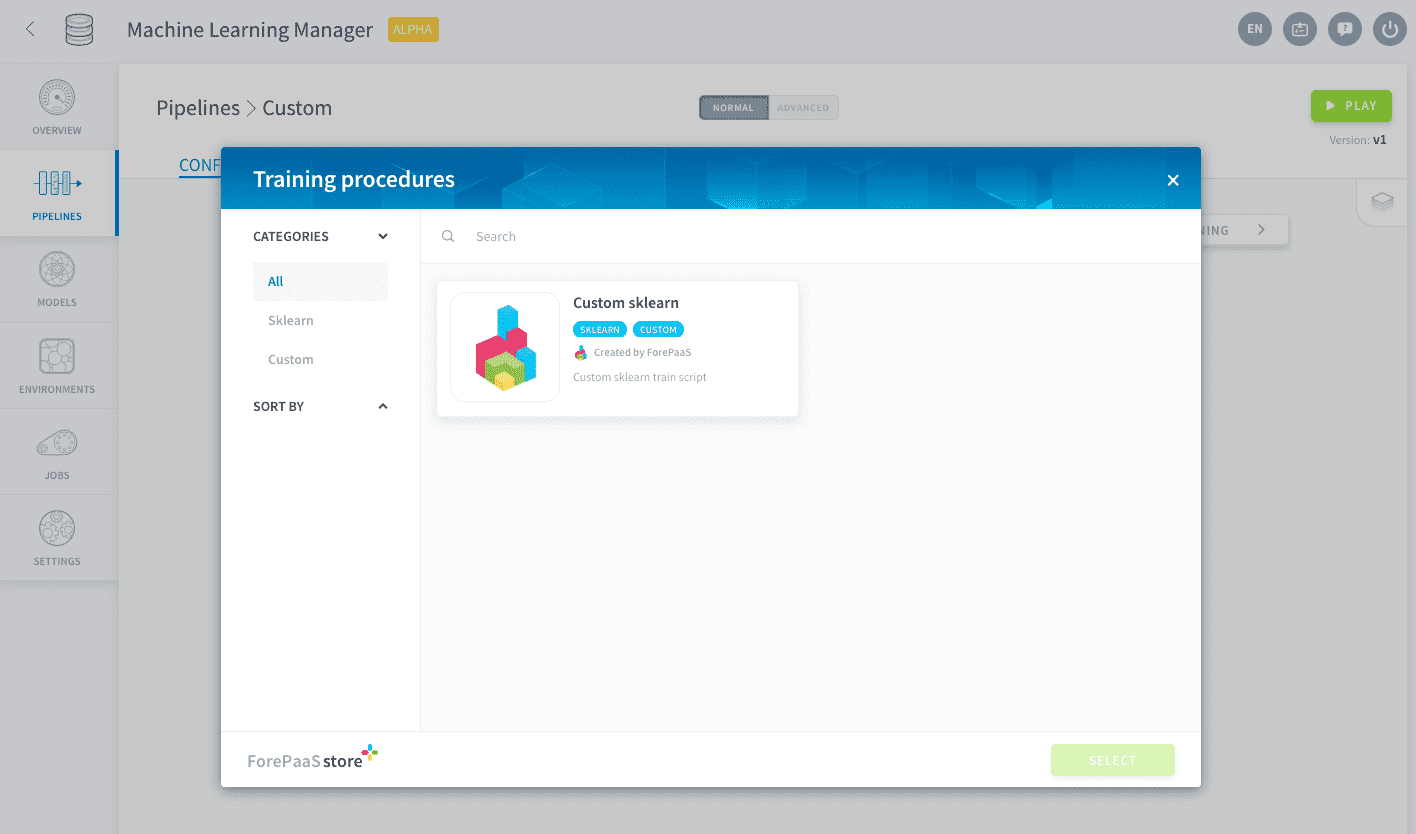 Machine Learning Manager ALPHA
EN
OVERVIEW
PIPELINES
MODELS
ENVIRONMENTS
JOBS
SETTINGS
Pipelines > Custom
NORMAL ADVANCED
PLAY
Version: v1
CONF
NING
Training procedures
CATEGORIES
All
Sklearn
Custom
SORT BY
Search
Custom sklearn
SKLEARN CUSTOM
Created by ForePaaS
Custom sklearn train script
ForePaaS store
SELECT